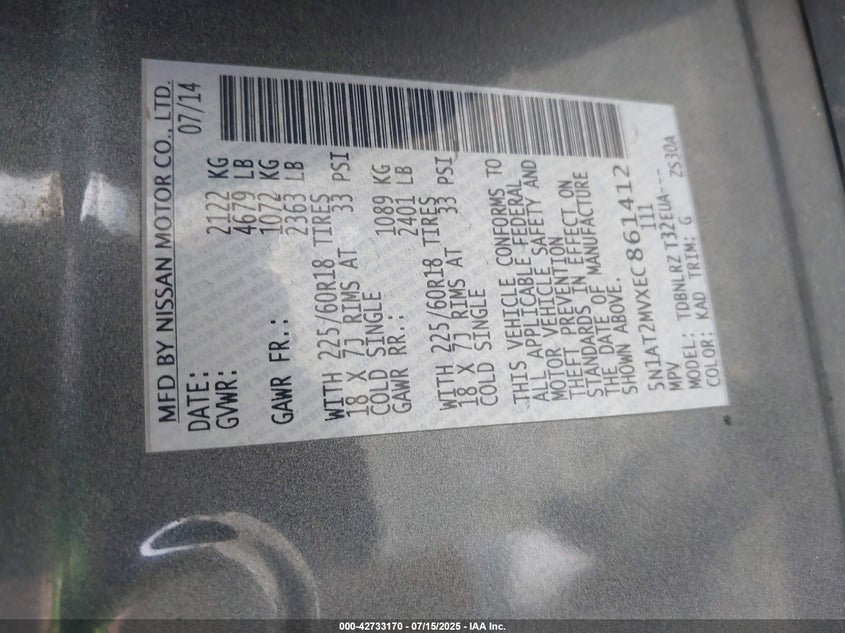 MFD BY NISSAN MOTOR CO., LTD.
DATE: 07/14
GVWR: 2122 KG
4679 LB
GAWR FR.: 1072 KG
2363 LB
WITH 225/60R18 TIRES
18 X 7J RIMS AT 33 PSI
COLD SINGLE
GAWR RR.: 1089 KG
2401 LB
WITH 225/60R18 TIRES
18 X 7J RIMS AT 33 PSI
COLD SINGLE
THIS VEHICLE CONFORMS TO
ALL APPLICABLE FEDERAL
MOTOR VEHICLE SAFETY AND
THEFT PREVENTION
STANDARDS IN EFFECT ON
THE DATE OF MANUFACTURE
SHOWN ABOVE.
5N1AT2MVXEC861412
MPV 111
MODEL: TDBNLRZ T32EUA---
COLOR: KAD TRIM: G 2S30A
000-42733170 - 07/15/2025 - IAA Inc.